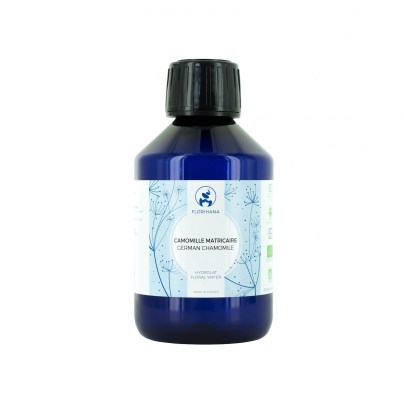 FLORIHANA
CAMOMILLE MATRICAIRE
GERMAN CHAMOMILE
HYDROLAT
FLORAL WATER